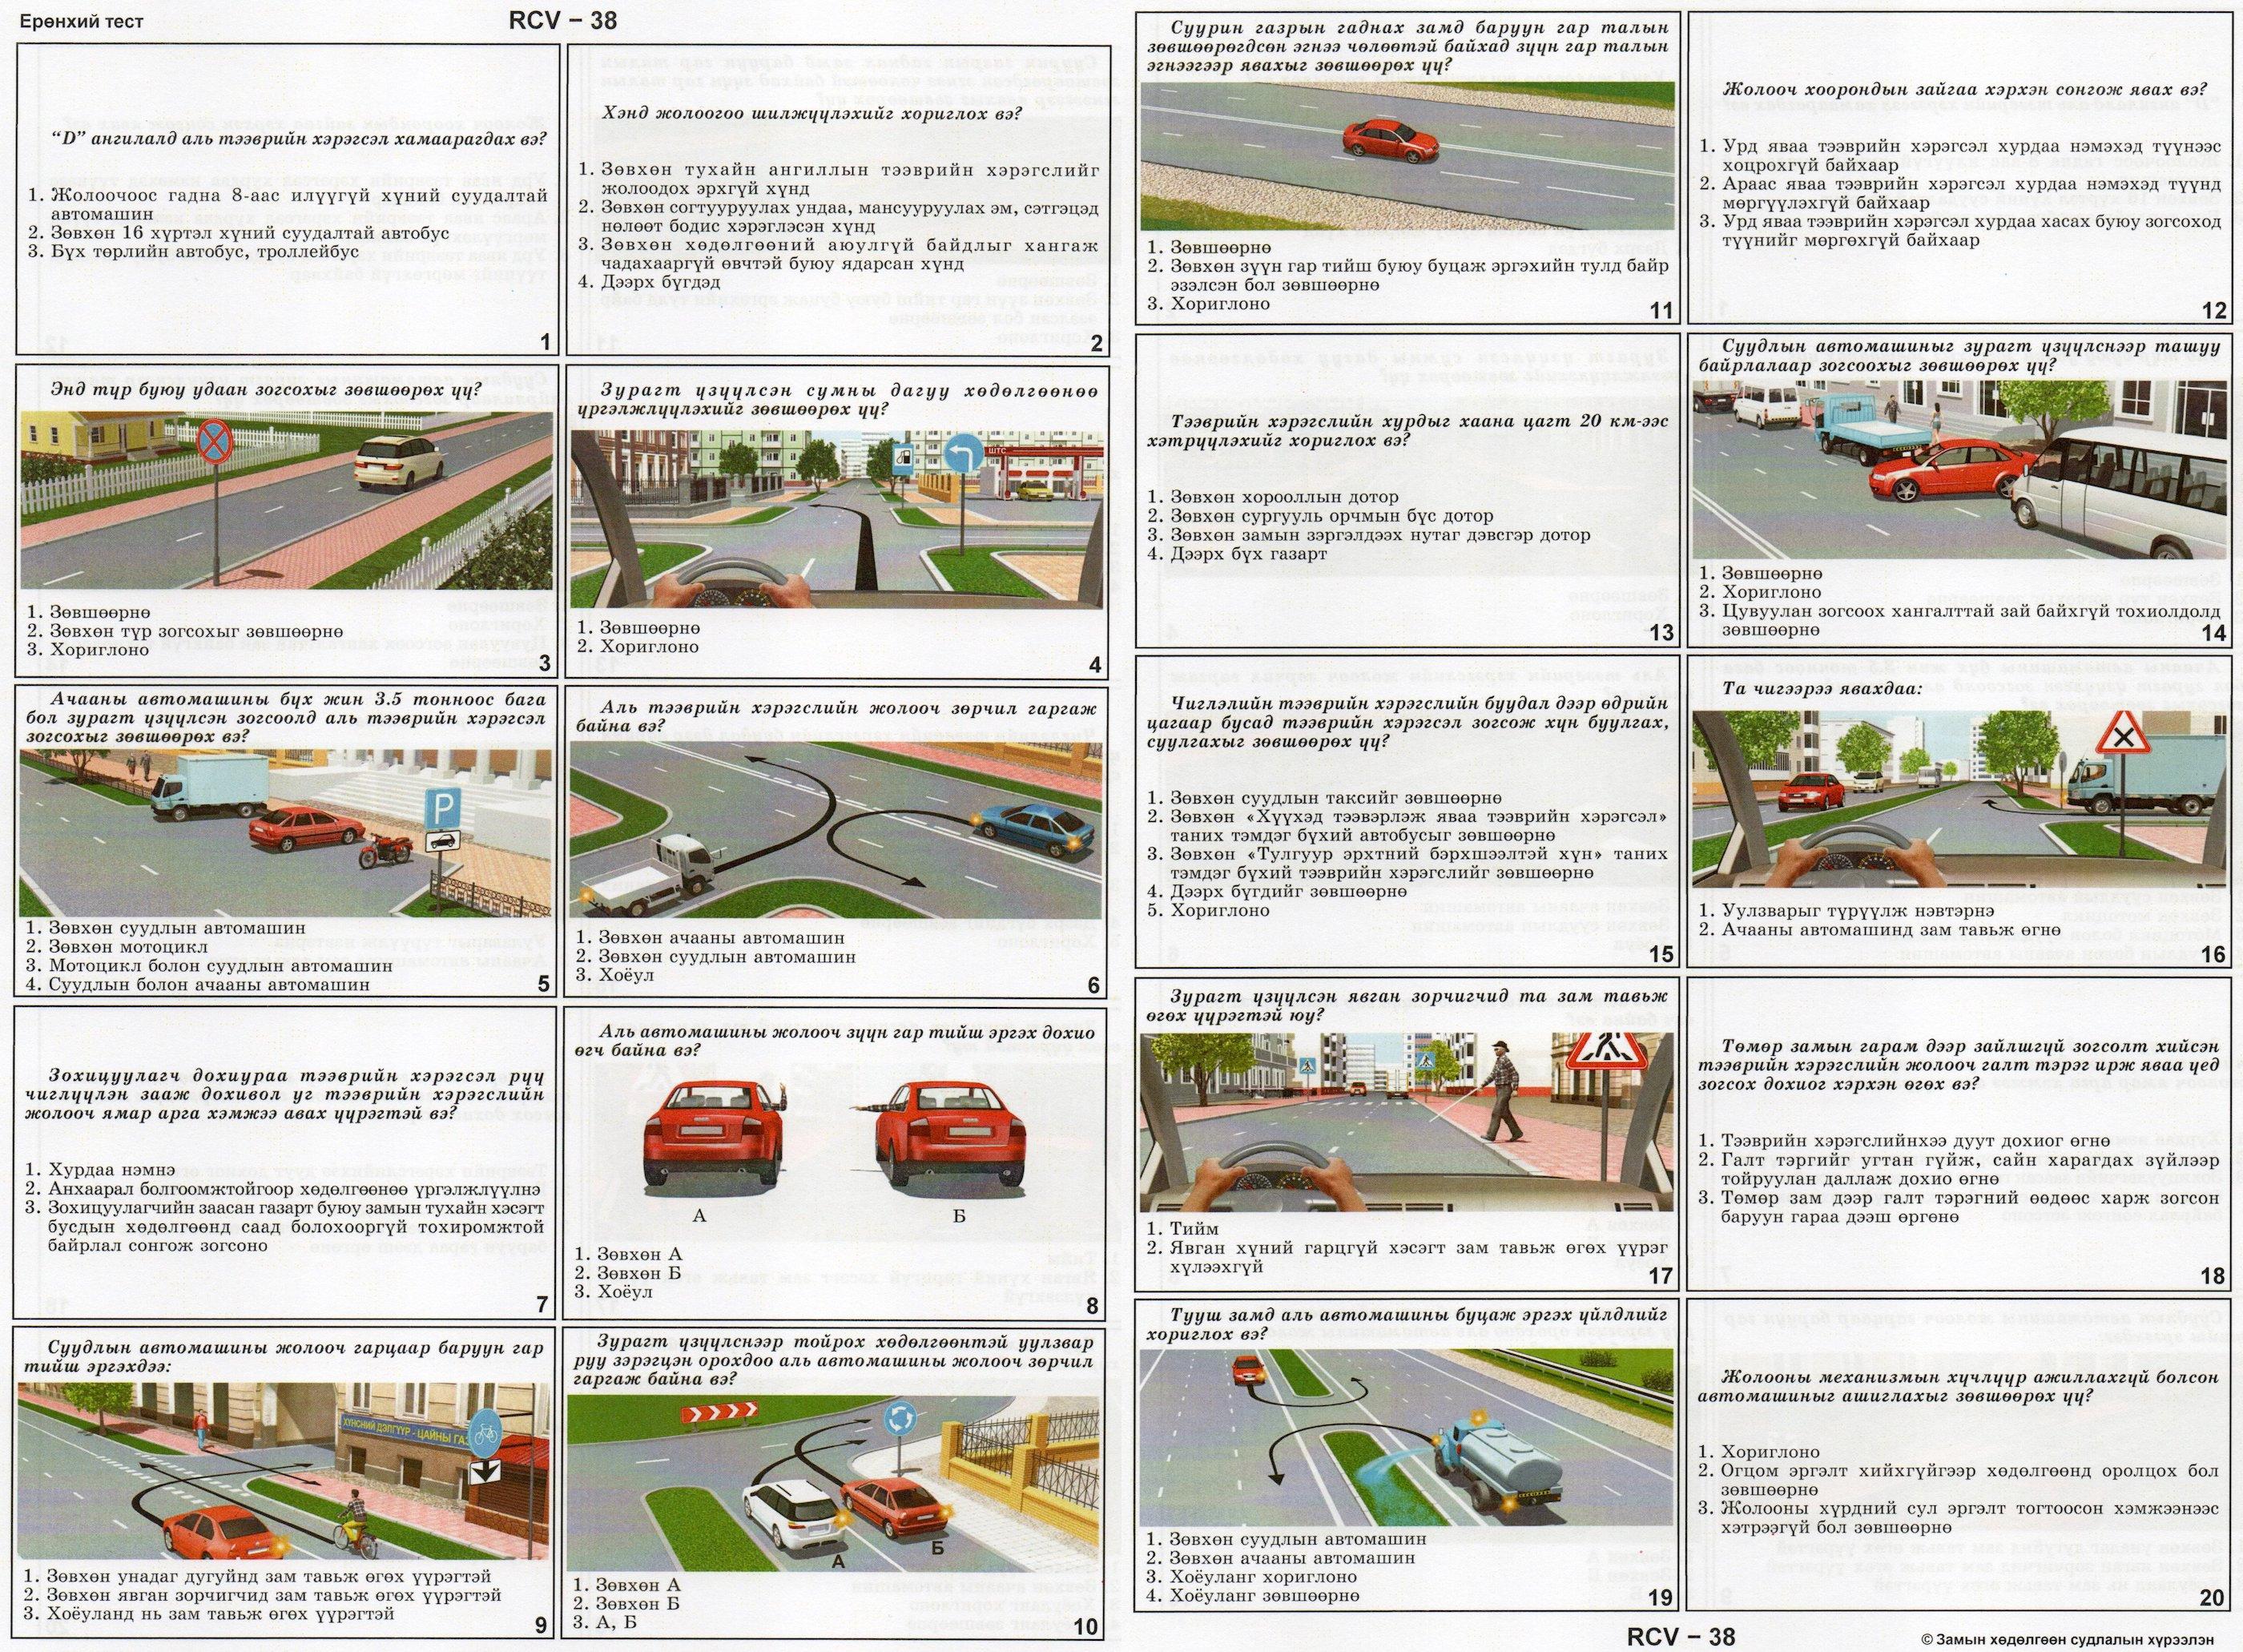 Ерөнхий тест
RCV – 38
“D” ангилалд аль тээврийн хэрэгсэл хамаарагдах вэ?
1. Жолоочоос гадна 8-аас илүүгүй хүний суудалтай
автомашин
2. Зөвхөн 16 хүртэл хүний суудалтай автобус
3. Бүх төрлийн автобус, троллейбус
1
Хэнд жолоогоо шилжүүлэхийг хориглох вэ?
1. Зөвхөн тухайн ангиллын тээврийн хэрэгслийг
жолоодох эрхгүй хүнд
2. Зөвхөн согтууруулах ундаа, мансууруулах эм, сэтгэцэд
нөлөөт бодис хэрэглэсэн хүнд
3. Зөвхөн хөдөлгөөний аюулгүй байдлыг хангаж
чадахааргүй өвчтэй буюу ядарсан хүнд
4. Дээрх бүгдэд
2
Энд түр буюу удаан зогсохыг зөвшөөрөх үү?
1. Зөвшөөрнө
2. Зөвхөн түр зогсохыг зөвшөөрнө
3. Хориглоно
3
Зурагт үзүүлсэн сумны дагуу хөдөлгөөнөө
үргэлжлүүлэхийг зөвшөөрөх үү?
ШТС
1. Зөвшөөрнө
2. Хориглоно
4
Ачааны автомашины бүх жин 3.5 тонноос бага
бол зурагт үзүүлсэн зогсоолд аль тээврийн хэрэгсэл
зогсохыг зөвшөөрөх вэ?
P
1. Зөвхөн суудлын автомашин
2. Зөвхөн мотоцикл
3. Мотоцикл болон суудлын автомашин
4. Суудлын болон ачааны автомашин
5
Аль тээврийн хэрэгслийн жолооч зөрчил гаргаж
байна вэ?
1. Зөвхөн ачааны автомашин
2. Зөвхөн суудлын автомашин
3. Хоёул
6
Зохицуулагч дохиураа тээврийн хэрэгсэл рүү
чиглүүлэн зааж дохивол уг тээврийн хэрэгслийн
жолооч ямар арга хэмжээ авах үүрэгтэй вэ?
1. Хурдаа нэмнэ
2. Анхаарал болгоомжтойгоор хөдөлгөөнөө үргэлжлүүлнэ
3. Зохицуулагчийн заасан газарт буюу замын тухайн хэсэгт
бусдын хөдөлгөөнд саад болохооргүй тохиромжтой
байрлал сонгож зогсоно
7
Аль автомашины жолооч зүүн гар тийш эргэх дохио
өгч байна вэ?
А Б
1. Зөвхөн А
2. Зөвхөн Б
3. Хоёул
8
Суудлын автомашины жолооч гарцаар баруун гар
тийш эргэхдээ:
ХҮНСНИЙ ДЭЛГҮҮР - ЦАЙНЫ ГАЗ
1. Зөвхөн унадаг дугуйнд зам тавьж өгөх үүрэгтэй
2. Зөвхөн явган зорчигчид зам тавьж өгөх үүрэгтэй
3. Хоёуланд нь зам тавьж өгөх үүрэгтэй
9
Зурагт үзүүлснээр тойрох хөдөлгөөнтэй уулзвар
руу зэрэгцэн орохдоо аль автомашины жолооч зөрчил
гаргаж байна вэ?
А Б
1. Зөвхөн А
2. Зөвхөн Б
3. А, Б
10
Суурин газрын гаднах замд баруун гар талын
зөвшөөрөгдсөн эгнээ чөлөөтэй байхад зүүн гар талын
эгнээгээр явахыг зөвшөөрөх үү?
1. Зөвшөөрнө
2. Зөвхөн зүүн гар тийш буюу буцаж эргэхийн тулд байр
эзэлсэн бол зөвшөөрнө
3. Хориглоно
11
Жолооч хоорондын зайгаа хэрхэн сонгож явах вэ?
1. Урд яваа тээврийн хэрэгсэл хурдаа нэмэхэд түүнээс
хоцрохгүй байхаар
2. Араас яваа тээврийн хэрэгсэл хурдаа нэмэхэд түүнд
мөргүүлэхгүй байхаар
3. Урд яваа тээврийн хэрэгсэл хурдаа хасах буюу зогсоход
түүнийг мөргөхгүй байхаар
12
Тээврийн хэрэгслийн хурдыг хаана цагт 20 км-ээс
хэтрүүлэхийг хориглох вэ?
1. Зөвхөн хорооллын дотор
2. Зөвхөн сургууль орчмын бүс дотор
3. Зөвхөн замын зэргэлдээх нутаг дэвсгэр дотор
4. Дээрх бүх газарт
13
Суудлын автомашиныг зурагт үзүүлснээр ташуу
байрлалаар зогсоохыг зөвшөөрөх үү?
1. Зөвшөөрнө
2. Хориглоно
3. Цувуулан зогсоох хангалттай зай байхгүй тохиолдолд
зөвшөөрнө
14
Чиглэлийн тээврийн хэрэгслийн буудал дээр өдрийн
цагаар бусад тээврийн хэрэгсэл зогсож хүн буулгах,
суулгахыг зөвшөөрөх үү?
1. Зөвхөн суудлын таксийг зөвшөөрнө
2. Зөвхөн «Хүүхэд тээвэрлэж яваа тээврийн хэрэгсэл»
таних тэмдэг бүхий автобусыг зөвшөөрнө
3. Зөвхөн «Тулгуур эрхтний бэрхшээлтэй хүн» таних
тэмдэг бүхий тээврийн хэрэгслийг зөвшөөрнө
4. Дээрх бүгдийг зөвшөөрнө
5. Хориглоно
15
Та чигээрээ явахдаа:
1. Уулзварыг түрүүлж нэвтэрнэ
2. Ачааны автомашинд зам тавьж өгнө
16
Зурагт үзүүлсэн явган зорчигчид та зам тавьж
өгөх үүрэгтэй юу?
1. Тийм
2. Явган хүний гарцгүй хэсэгт зам тавьж өгөх үүрэг
хүлээхгүй
17
Төмөр замын гарам дээр зайлшгүй зогсолт хийсэн
тээврийн хэрэгслийн жолооч галт тэрэг ирж яваа үед
зогсох дохиог хэрхэн өгөх вэ?
1. Тээврийн хэрэгслийнхээ дуут дохиог өгнө
2. Галт тэргийг угтан гүйж, сайн харагдах зүйлээр
тойруулан даллаж дохио өгнө
3. Төмөр зам дээр галт тэрэгний өөдөөс харж зогсон
баруун гараа дээш өргөнө
18
Тууш замд аль автомашины буцаж эргэх үйлдлийг
хориглох вэ?
1. Зөвхөн суудлын автомашин
2. Зөвхөн ачааны автомашин
3. Хоёуланг хориглоно
4. Хоёуланг зөвшөөрнө
19
Жолооны механизмын хүчлүүр ажиллахгүй болсон
автомашиныг ашиглахыг зөвшөөрөх үү?
1. Хориглоно
2. Огцом эргэлт хийхгүйгээр хөдөлгөөнд оролцох бол
зөвшөөрнө
3. Жолооны хүрдний сул эргэлт тогтоосон хэмжээнээс
хэтрээгүй бол зөвшөөрнө
20
RCV – 38
© Замын хөдөлгөөн судлалын хүрээлэн